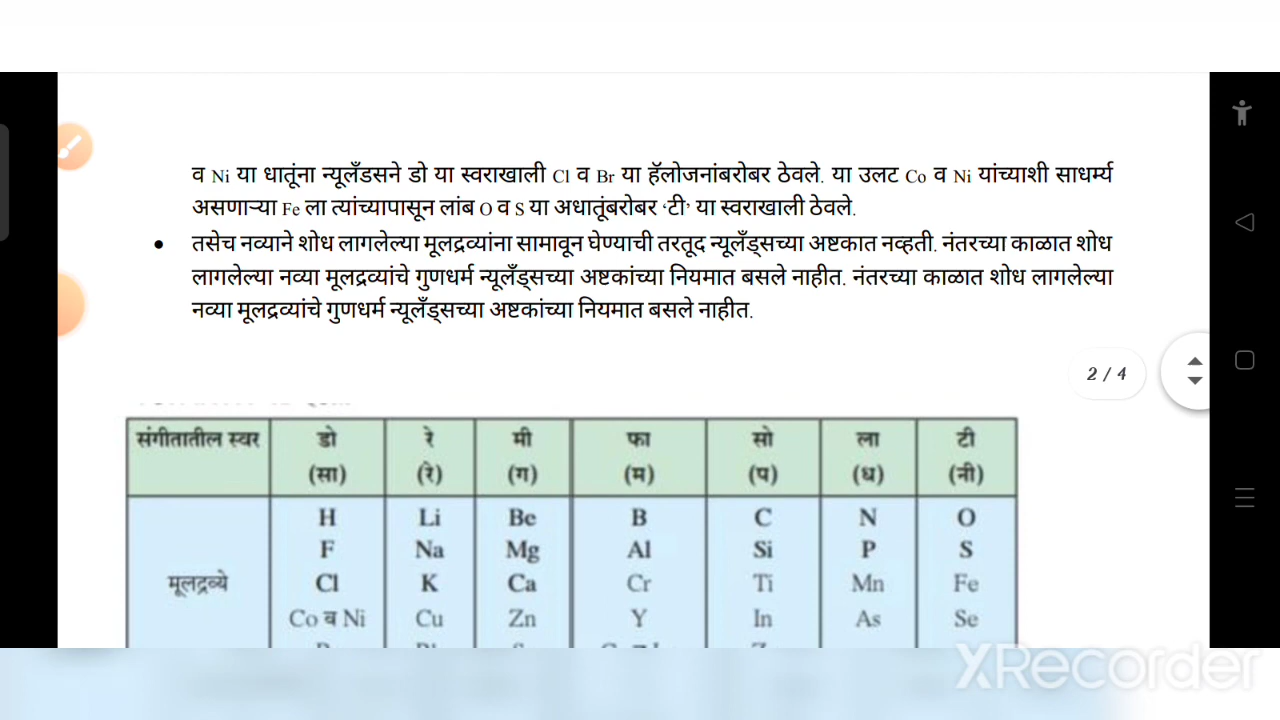 व Ni या धातूंना न्यूलँडसने डो या स्वराखाली Cl व Br या हॅलोजनांबरोबर ठेवले. या उलट Co व Ni यांच्याशी साधर्म्य
असणाऱ्या Fe ला त्यांच्यापासून लांब O व S या अधातूंबरोबर ‘टी’ या स्वराखाली ठेवले.
• तसेच नव्याने शोध लागलेल्या मूलद्रव्यांना सामावून घेण्याची तरतूद न्यूलँड्सच्या अष्टकात नव्हती. नंतरच्या काळात शोध
लागलेल्या नव्या मूलद्रव्यांचे गुणधर्म न्यूलँड्सच्या अष्टकांच्या नियमात बसले नाहीत. नंतरच्या काळात शोध लागलेल्या
नव्या मूलद्रव्यांचे गुणधर्म न्यूलँड्सच्या अष्टकांच्या नियमात बसले नाहीत.
2 / 4
संगीतातील स्वर डो रे मी फा सो ला टी
(सा) (रे) (ग) (म) (प) (ध) (नी)
H Li Be B C N O
F Na Mg Al Si P S
मूलद्रव्ये Cl K Ca Cr Ti Mn Fe
Co व Ni Cu Zn Y In As Se
XRecorder